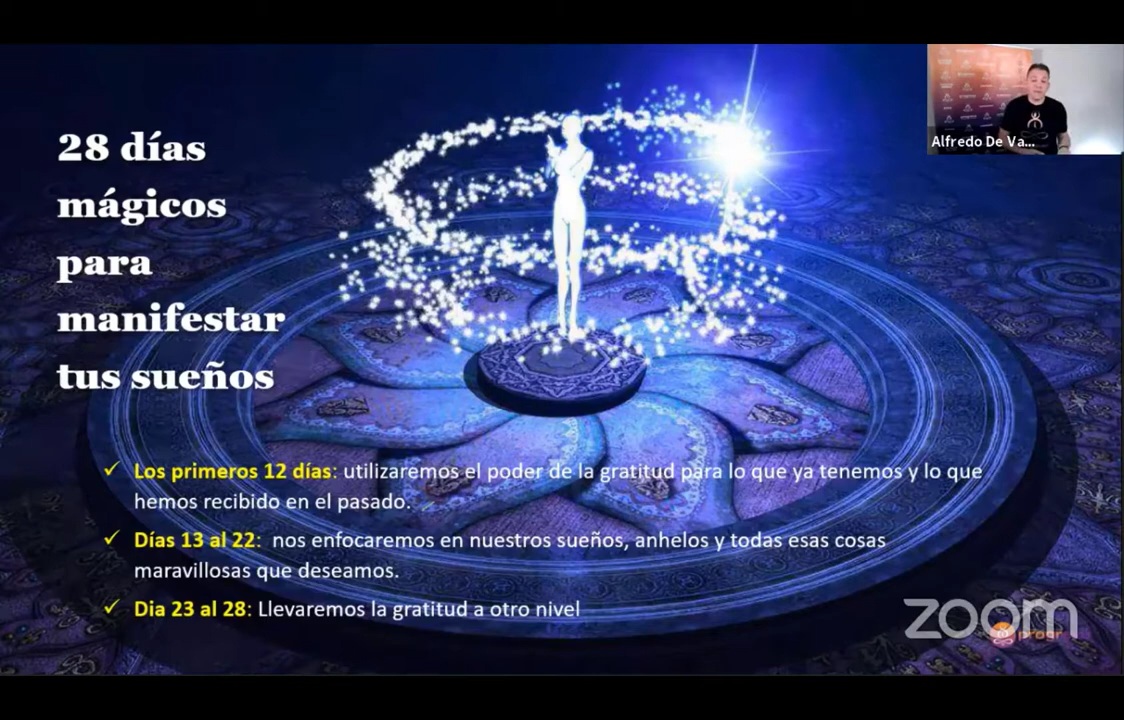 28 días
mágicos
para
manifestar
tus sueños
Alfredo De Va...
✓ Los primeros 12 días: utilizaremos el poder de la gratitud para lo que ya tenemos y lo que
hemos recibido en el pasado.
✓ Días 13 al 22:  nos enfocaremos en nuestros sueños, anhelos y todas esas cosas
maravillosas que deseamos.
✓ Dia 23 al 28: Llevaremos la gratitud a otro nivel
zoom